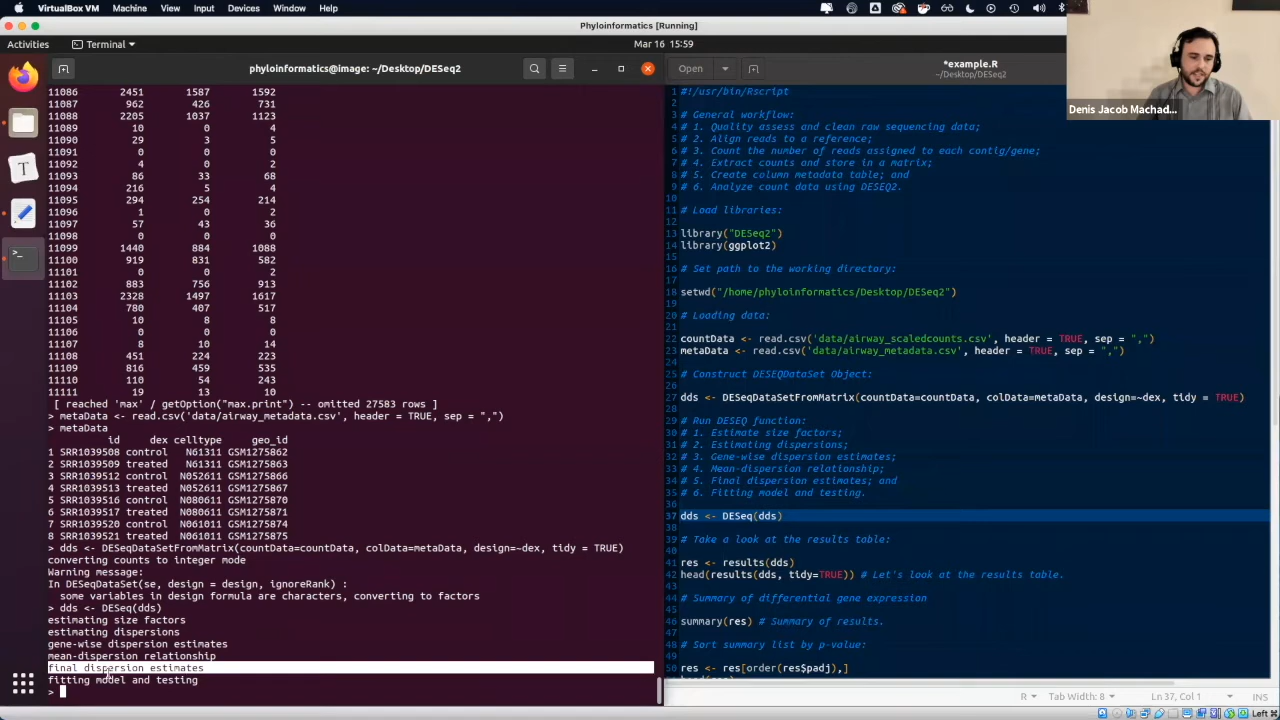 VirtualBox VM Machine View Input Devices Window Help
Phyloinformatics [Running]
Activities Terminal Mar 16 15:59
phyloinformatics@image: ~/Desktop/DESeq2
11086 2451 1587 1592
11087 962 426 731
11088 2205 1037 1123
11089 10 0 4
11090 29 3 5
11091 0 0 0
11092 4 0 2
11093 86 33 68
11094 216 5 4
11095 294 254 214
11096 1 0 2
11097 57 43 36
11098 0 0 0
11099 1440 884 1088
11100 919 831 582
11101 0 0 2
11102 883 756 913
11103 2328 1497 1617
11104 780 407 517
11105 10 8 8
11106 0 0 0
11107 8 10 14
11108 451 224 223
11109 816 459 535
11110 110 54 243
11111 19 13 10
[ reached 'max' / getOption("max.print") -- omitted 27583 rows ]
> metaData <- read.csv('data/airway_metadata.csv', header = TRUE, sep = ",")
> metaData
id dex celltype geo_id
1 SRR1039508 control N61311 GSM1275862
2 SRR1039509 treated N61311 GSM1275863
3 SRR1039512 control N052611 GSM1275866
4 SRR1039513 treated N052611 GSM1275867
5 SRR1039516 control N080611 GSM1275870
6 SRR1039517 treated N080611 GSM1275871
7 SRR1039520 control N061011 GSM1275874
8 SRR1039521 treated N061011 GSM1275875
> dds <- DESeqDataSetFromMatrix(countData=countData, colData=metaData, design=~dex, tidy = TRUE)
converting counts to integer mode
Warning message:
In DESeqDataSet(se, design = design, ignoreRank) :
some variables in design formula are characters, converting to factors
> dds <- DESeq(dds)
estimating size factors
estimating dispersions
gene-wise dispersion estimates
mean-dispersion relationship
final dispersion estimates
fitting model and testing
>
Open
*example.R
~/Desktop/DESeq2
Denis Jacob Machad...
1 #!/usr/bin/Rscript
2
3 # General workflow:
4 # 1. Quality assess and clean raw sequencing data;
5 # 2. Align reads to a reference;
6 # 3. Count the number of reads assigned to each contig/gene;
7 # 4. Extract counts and store in a matrix;
8 # 5. Create column metadata table; and
9 # 6. Analyze count data using DESEQ2.
10
11 # Load libraries:
12
13 library("DESeq2")
14 library(ggplot2)
15
16 # Set path to the working directory:
17
18 setwd("/home/phyloinformatics/Desktop/DESeq2")
19
20 # Loading data:
21
22 countData <- read.csv('data/airway_scaledcounts.csv', header = TRUE, sep = ",")
23 metaData <- read.csv('data/airway_metadata.csv', header = TRUE, sep = ",")
24
25 # Construct DESEQDataSet Object:
26
27 dds <- DESeqDataSetFromMatrix(countData=countData, colData=metaData, design=~dex, tidy = TRUE)
28
29 # Run DESEQ function:
30 # 1. Estimate size factors;
31 # 2. Estimating dispersions;
32 # 3. Gene-wise dispersion estimates;
33 # 4. Mean-dispersion relationship;
34 # 5. Final dispersion estimates; and
35 # 6. Fitting model and testing.
36
37 dds <- DESeq(dds)
38
39 # Take a look at the results table:
40
41 res <- results(dds)
42 head(results(dds, tidy=TRUE)) # Let's look at the results table.
43
44 # Summary of differential gene expression
45
46 summary(res) # Summary of results.
47
48 # Sort summary list by p-value:
49
50 res <- res[order(res$padj),]
R Tab Width: 8 Ln 37, Col 1 INS
Left